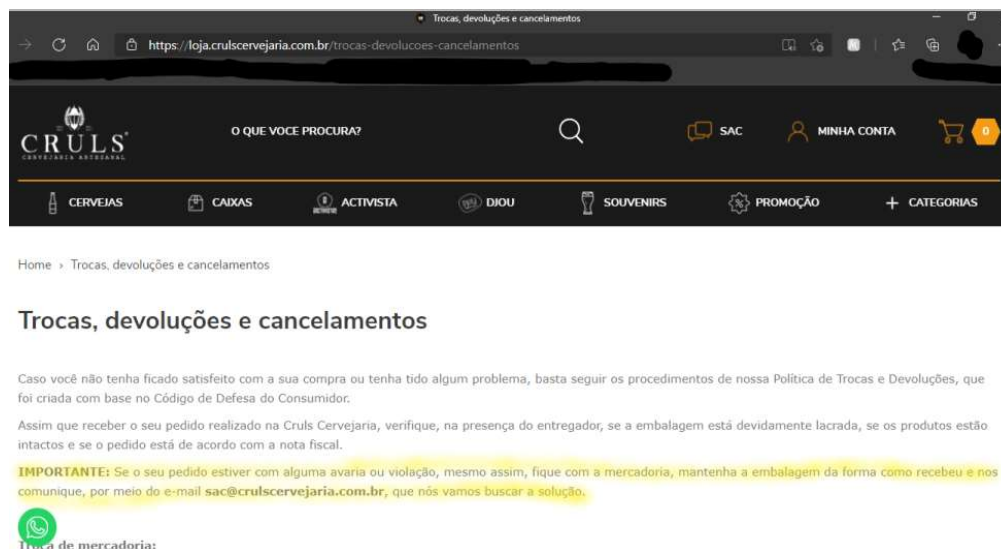 Trocas, devoluções e cancelamentos
https://loja.crulscervejaria.com.br/trocas-devolucoes-cancelamentos
CRULS
CERVEJARIA ARTESANAL
O QUE VOCE PROCURA?
SAC
MINHA CONTA
0
CERVEJAS
CAIXAS
ACTIVISTA
DJOU
SOUVENIRS
PROMOÇÃO
+ CATEGORIAS
Home › Trocas, devoluções e cancelamentos
Trocas, devoluções e cancelamentos
Caso você não tenha ficado satisfeito com a sua compra ou tenha tido algum problema, basta seguir os procedimentos de nossa Política de Trocas e Devoluções, que
foi criada com base no Código de Defesa do Consumidor.
Assim que receber o seu pedido realizado na Cruls Cervejaria, verifique, na presença do entregador, se a embalagem está devidamente lacrada, se os produtos estão
intactos e se o pedido está de acordo com a nota fiscal.
IMPORTANTE: Se o seu pedido estiver com alguma avaria ou violação, mesmo assim, fique com a mercadoria, mantenha a embalagem da forma como recebeu e nos
comunique, por meio do e-mail sac@crulscervejaria.com.br, que nós vamos buscar a solução.
Troca de mercadoria: